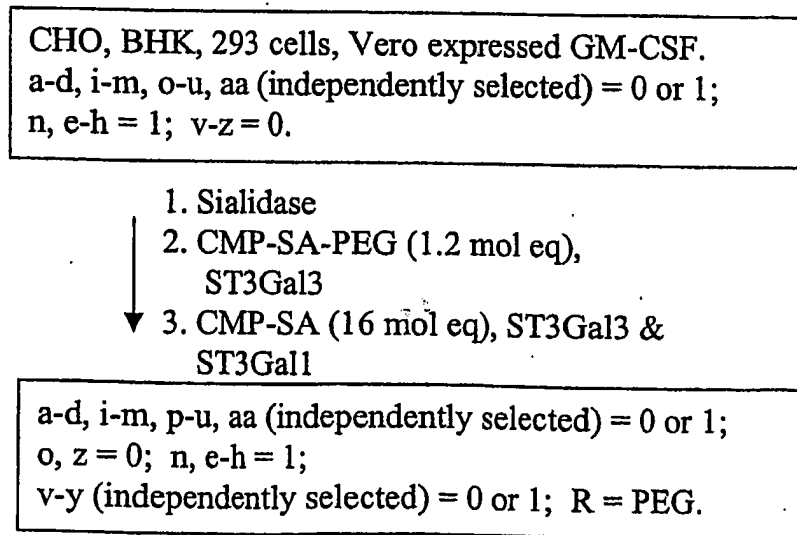 CHO, BHK, 293 cells, Vero expressed GM-CSF.
a-d, i-m, o-u, aa (independently selected) = 0 or 1;
n, e-h = 1; v-z = 0.
1. Sialidase
2. CMP-SA-PEG (1.2 mol eq),
ST3Gal3
3. CMP-SA (16 mol eq), ST3Gal3 &
ST3Gal1
a-d, i-m, p-u, aa (independently selected) = 0 or 1;
o, z = 0; n, e-h = 1;
v-y (independently selected) = 0 or 1; R = PEG.